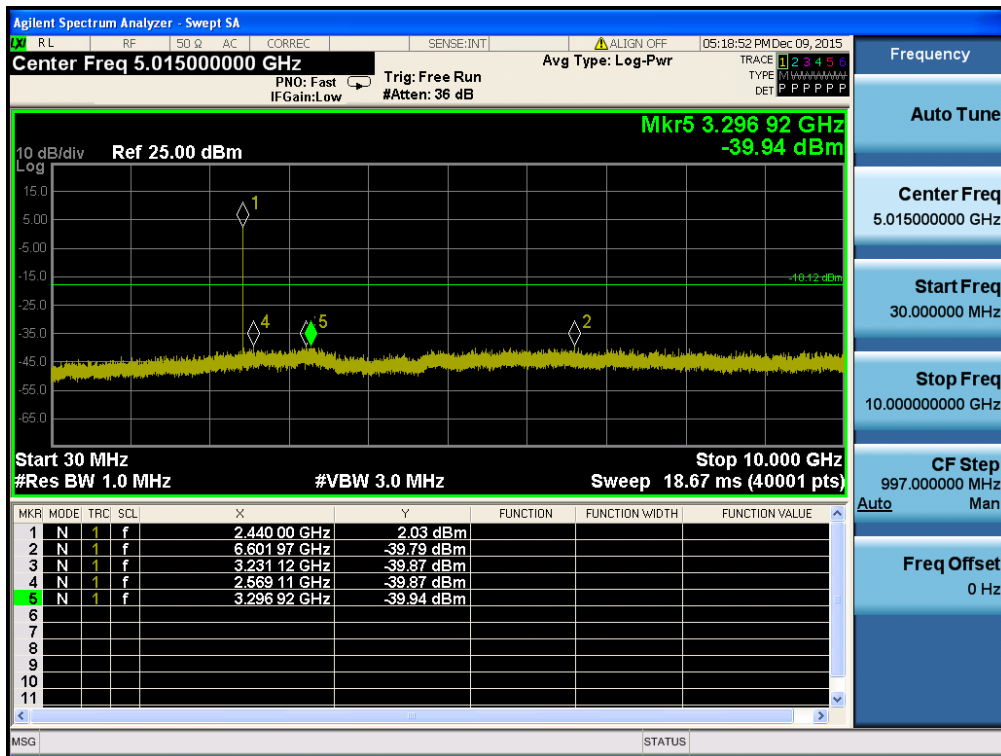 Agilent Spectrum Analyzer - Swept SA
LXI RL RF 50 Ω AC CORREC SENSE:INT ALIGN OFF 05:18:52 PM Dec 09, 2015
Center Freq 5.015000000 GHz Avg Type: Log-Pwr TRACE 1 2 3 4 5 6
PNO: Fast Trig: Free Run TYPE M WWWWW
IFGain:Low #Atten: 36 dB DET P P P P P P
Mkr5 3.296 92 GHz
-39.94 dBm
10 dB/div Ref 25.00 dBm
Log
15.0
5.00
-5.00
-15.0
-25.0
-35.0
-45.0
-55.0
-65.0
1
-10.12 dBm
4
5
2
Start 30 MHz Stop 10.000 GHz
#Res BW 1.0 MHz #VBW 3.0 MHz Sweep 18.67 ms (40001 pts)
MKR MODE TRC SCL X Y FUNCTION FUNCTION WIDTH FUNCTION VALUE
1 N 1 f 2.440 00 GHz 2.03 dBm
2 N 1 f 6.601 97 GHz -39.79 dBm
3 N 1 f 3.231 12 GHz -39.87 dBm
4 N 1 f 2.569 11 GHz -39.87 dBm
5 N 1 f 3.296 92 GHz -39.94 dBm
6
7
8
9
10
11
MSG STATUS
Frequency
Auto Tune
Center Freq
5.015000000 GHz
Start Freq
30.000000 MHz
Stop Freq
10.000000000 GHz
CF Step
997.000000 MHz
Auto Man
Freq Offset
0 Hz